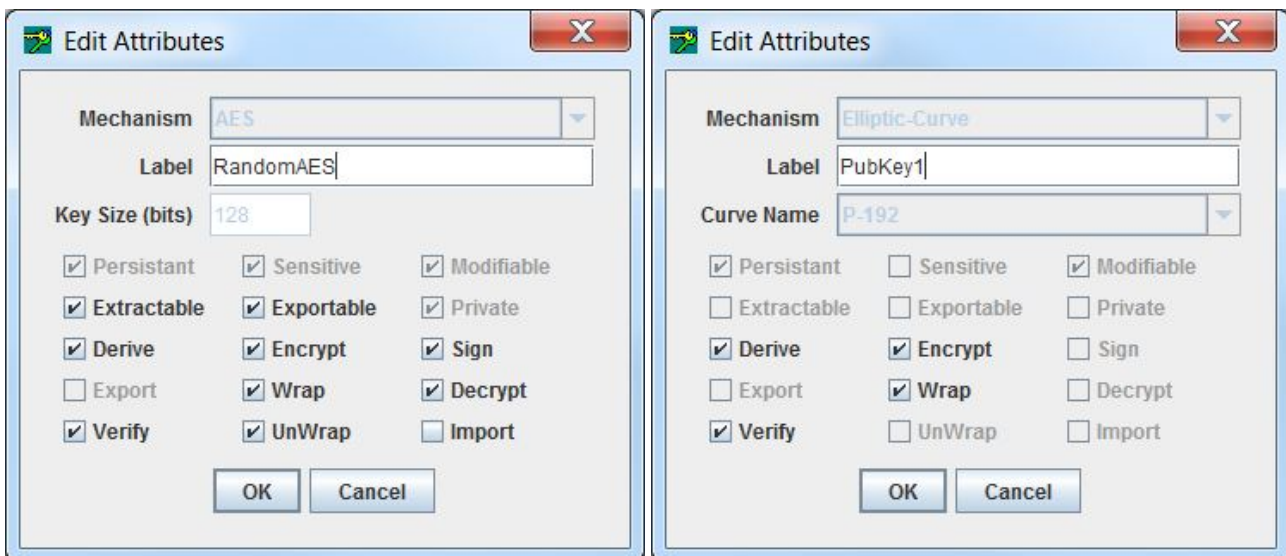 Edit Attributes
Mechanism AES
Label RandomAES
Key Size (bits) 128
Persistant Sensitive Modifiable
Extractable Exportable Private
Derive Encrypt Sign
Export Wrap Decrypt
Verify UnWrap Import
OK Cancel
Edit Attributes
Mechanism Elliptic-Curve
Label PubKey1
Curve Name P-192
Persistant Sensitive Modifiable
Extractable Exportable Private
Derive Encrypt Sign
Export Wrap Decrypt
Verify UnWrap Import
OK Cancel